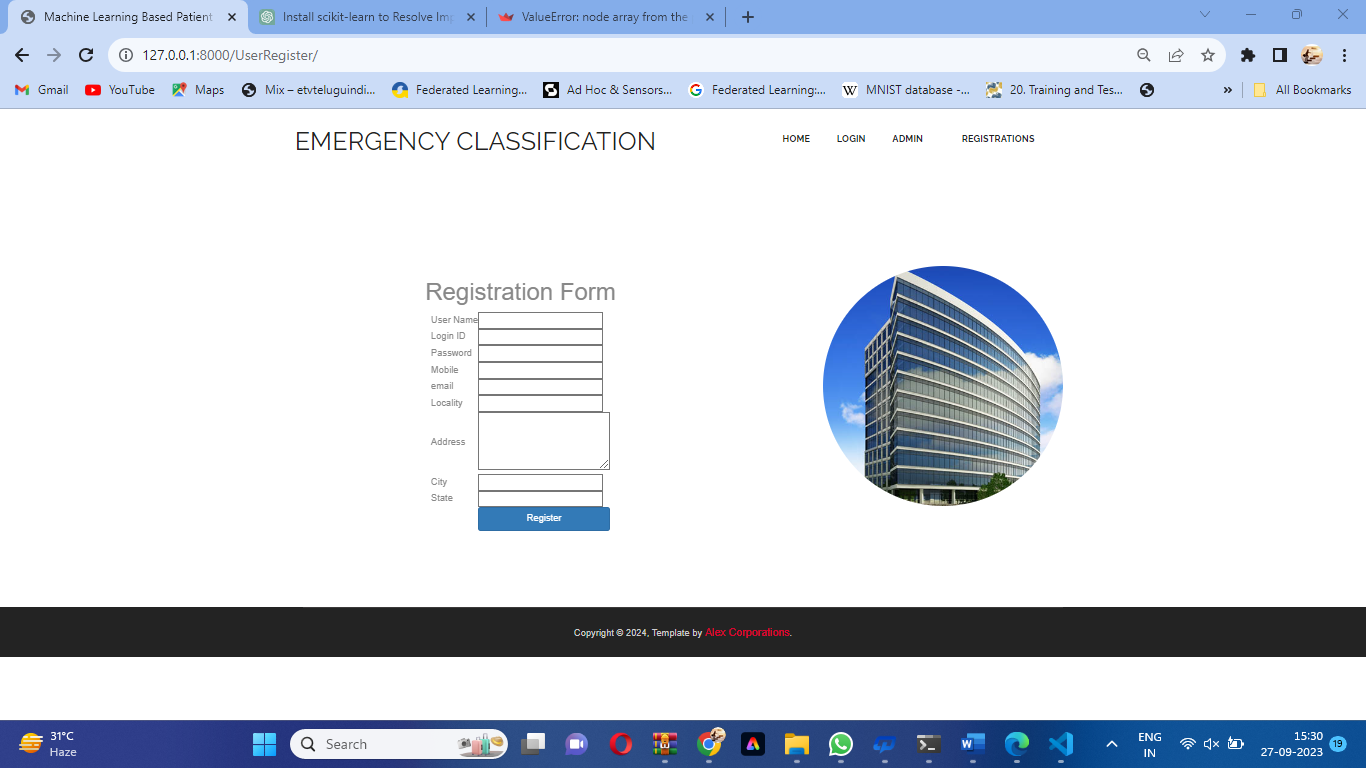 Machine Learning Based Patient
Install scikit-learn to Resolve Imp
ValueError: node array from the
127.0.0.1:8000/UserRegister/
Gmail
YouTube
Maps
Mix – etvteluguindi...
Federated Learning...
Ad Hoc & Sensors...
Federated Learning:...
W
MNIST database -...
20. Training and Tes...
»
All Bookmarks
EMERGENCY CLASSIFICATION
HOME LOGIN ADMIN REGISTRATIONS
Registration Form
User Name
Login ID
Password
Mobile
email
Locality
Address
City
State
Register
Copyright © 2024, Template by Alex Corporations.
31°C
Haze
Search
ENG
IN
15:30
27-09-2023
19